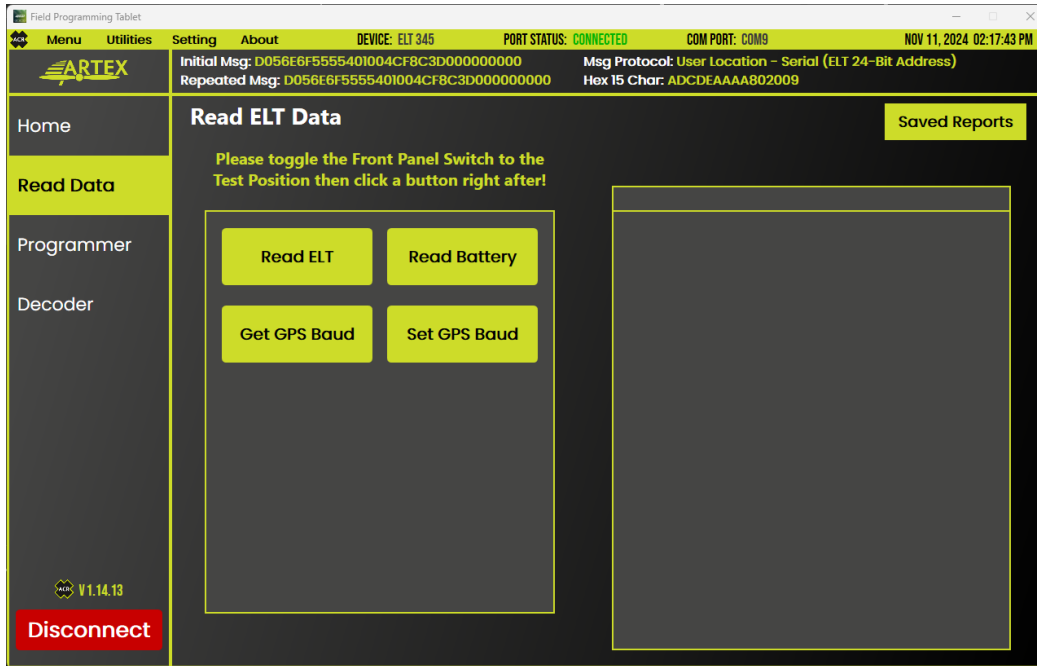 Field Programming Tablet
ACR Menu Utilities Setting About DEVICE: ELT 345 PORT STATUS: CONNECTED COM PORT: COM9 NOV 11, 2024 02:17:43 PM
ARTEX
Initial Msg: D056E6F5555401004CF8C3D000000000 Msg Protocol: User Location - Serial (ELT 24-Bit Address)
Repeated Msg: D056E6F5555401004CF8C3D000000000 Hex 15 Char: ADCDEAAAA802009
Home
Read Data
Programmer
Decoder
ACR V 1.14.13
Disconnect
Read ELT Data
Saved Reports
Please toggle the Front Panel Switch to the
Test Position then click a button right after!
Read ELT Read Battery
Get GPS Baud Set GPS Baud